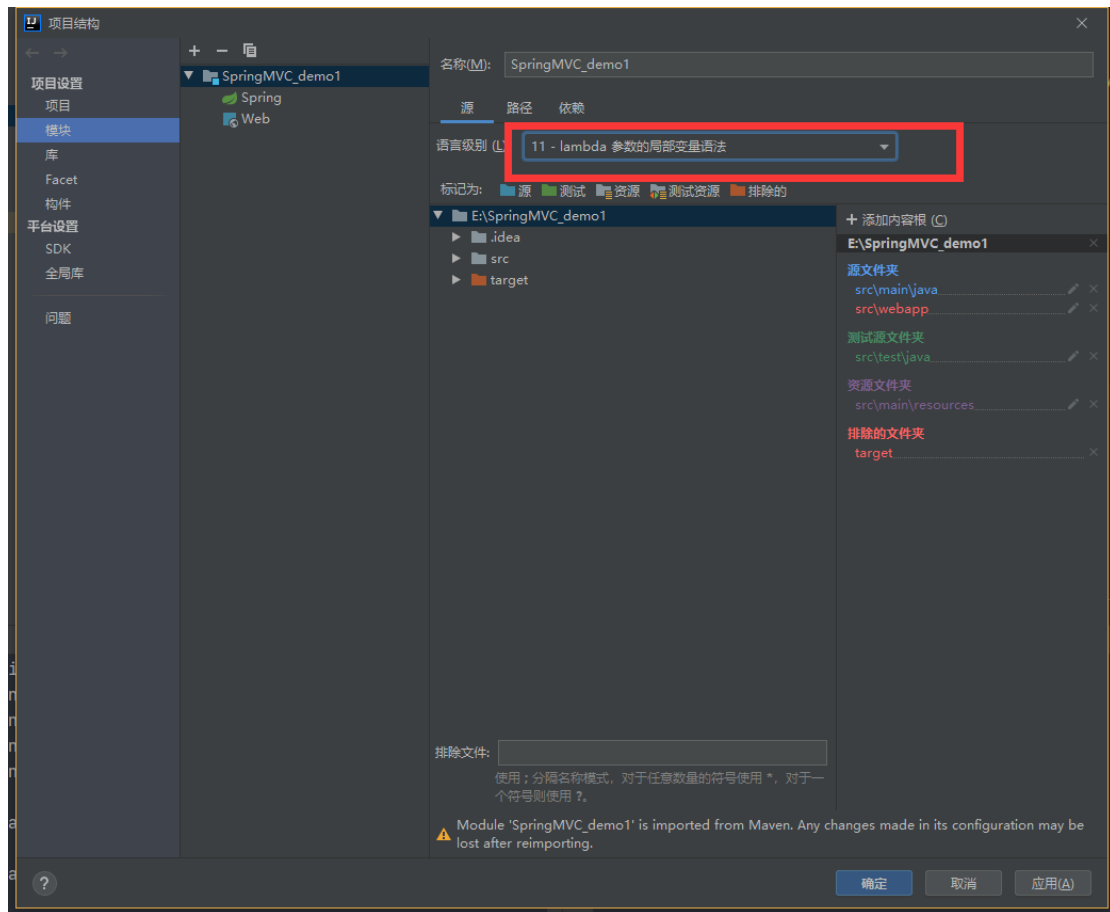 项目结构
项目设置
项目
模块
库
Facet
构件
平台设置
SDK
全局库
问题
SpringMVC_demo1
Spring
Web
名称(M): SpringMVC_demo1
源 路径 依赖
语言级别 (L 11 - lambda 参数的局部变量语法
标记为: 源 测试 资源 测试资源 排除的
E:\SpringMVC_demo1
.idea
src
target
+ 添加内容根 (C)
E:\SpringMVC_demo1
源文件夹
src\main\java
src\webapp
测试源文件夹
src\test\java
资源文件夹
src\main\resources
排除的文件夹
target
排除文件:
使用 ; 分隔名称模式，对于任意数量的符号使用 *，对于一
个符号则使用 ?。
Module 'SpringMVC_demo1' is imported from Maven. Any changes made in its configuration may be
lost after reimporting.
?
确定 取消 应用(A)